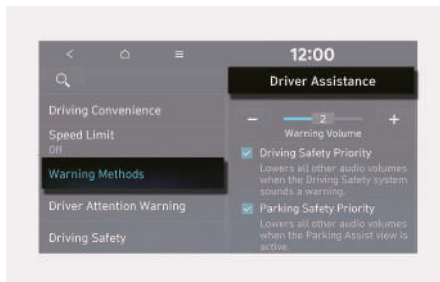 12:00
Driver Assistance
Driving Convenience
Speed Limit
Off
Warning Methods
Driver Attention Warning
Driving Safety
- 2 +
Warning Volume
Driving Safety Priority
Lowers all other audio volumes
when the Driving Safety system
sounds a warning.
Parking Safety Priority
Lowers all other audio volumes
when the Parking Assist view is
active.